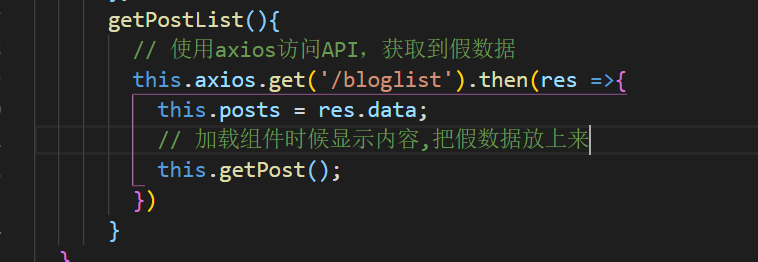 getPostList(){
// 使用axios访问API，获取到假数据
this.axios.get('/bloglist').then(res =>{
this.posts = res.data;
// 加载组件时候显示内容,把假数据放上来
this.getPost();
})
}
}